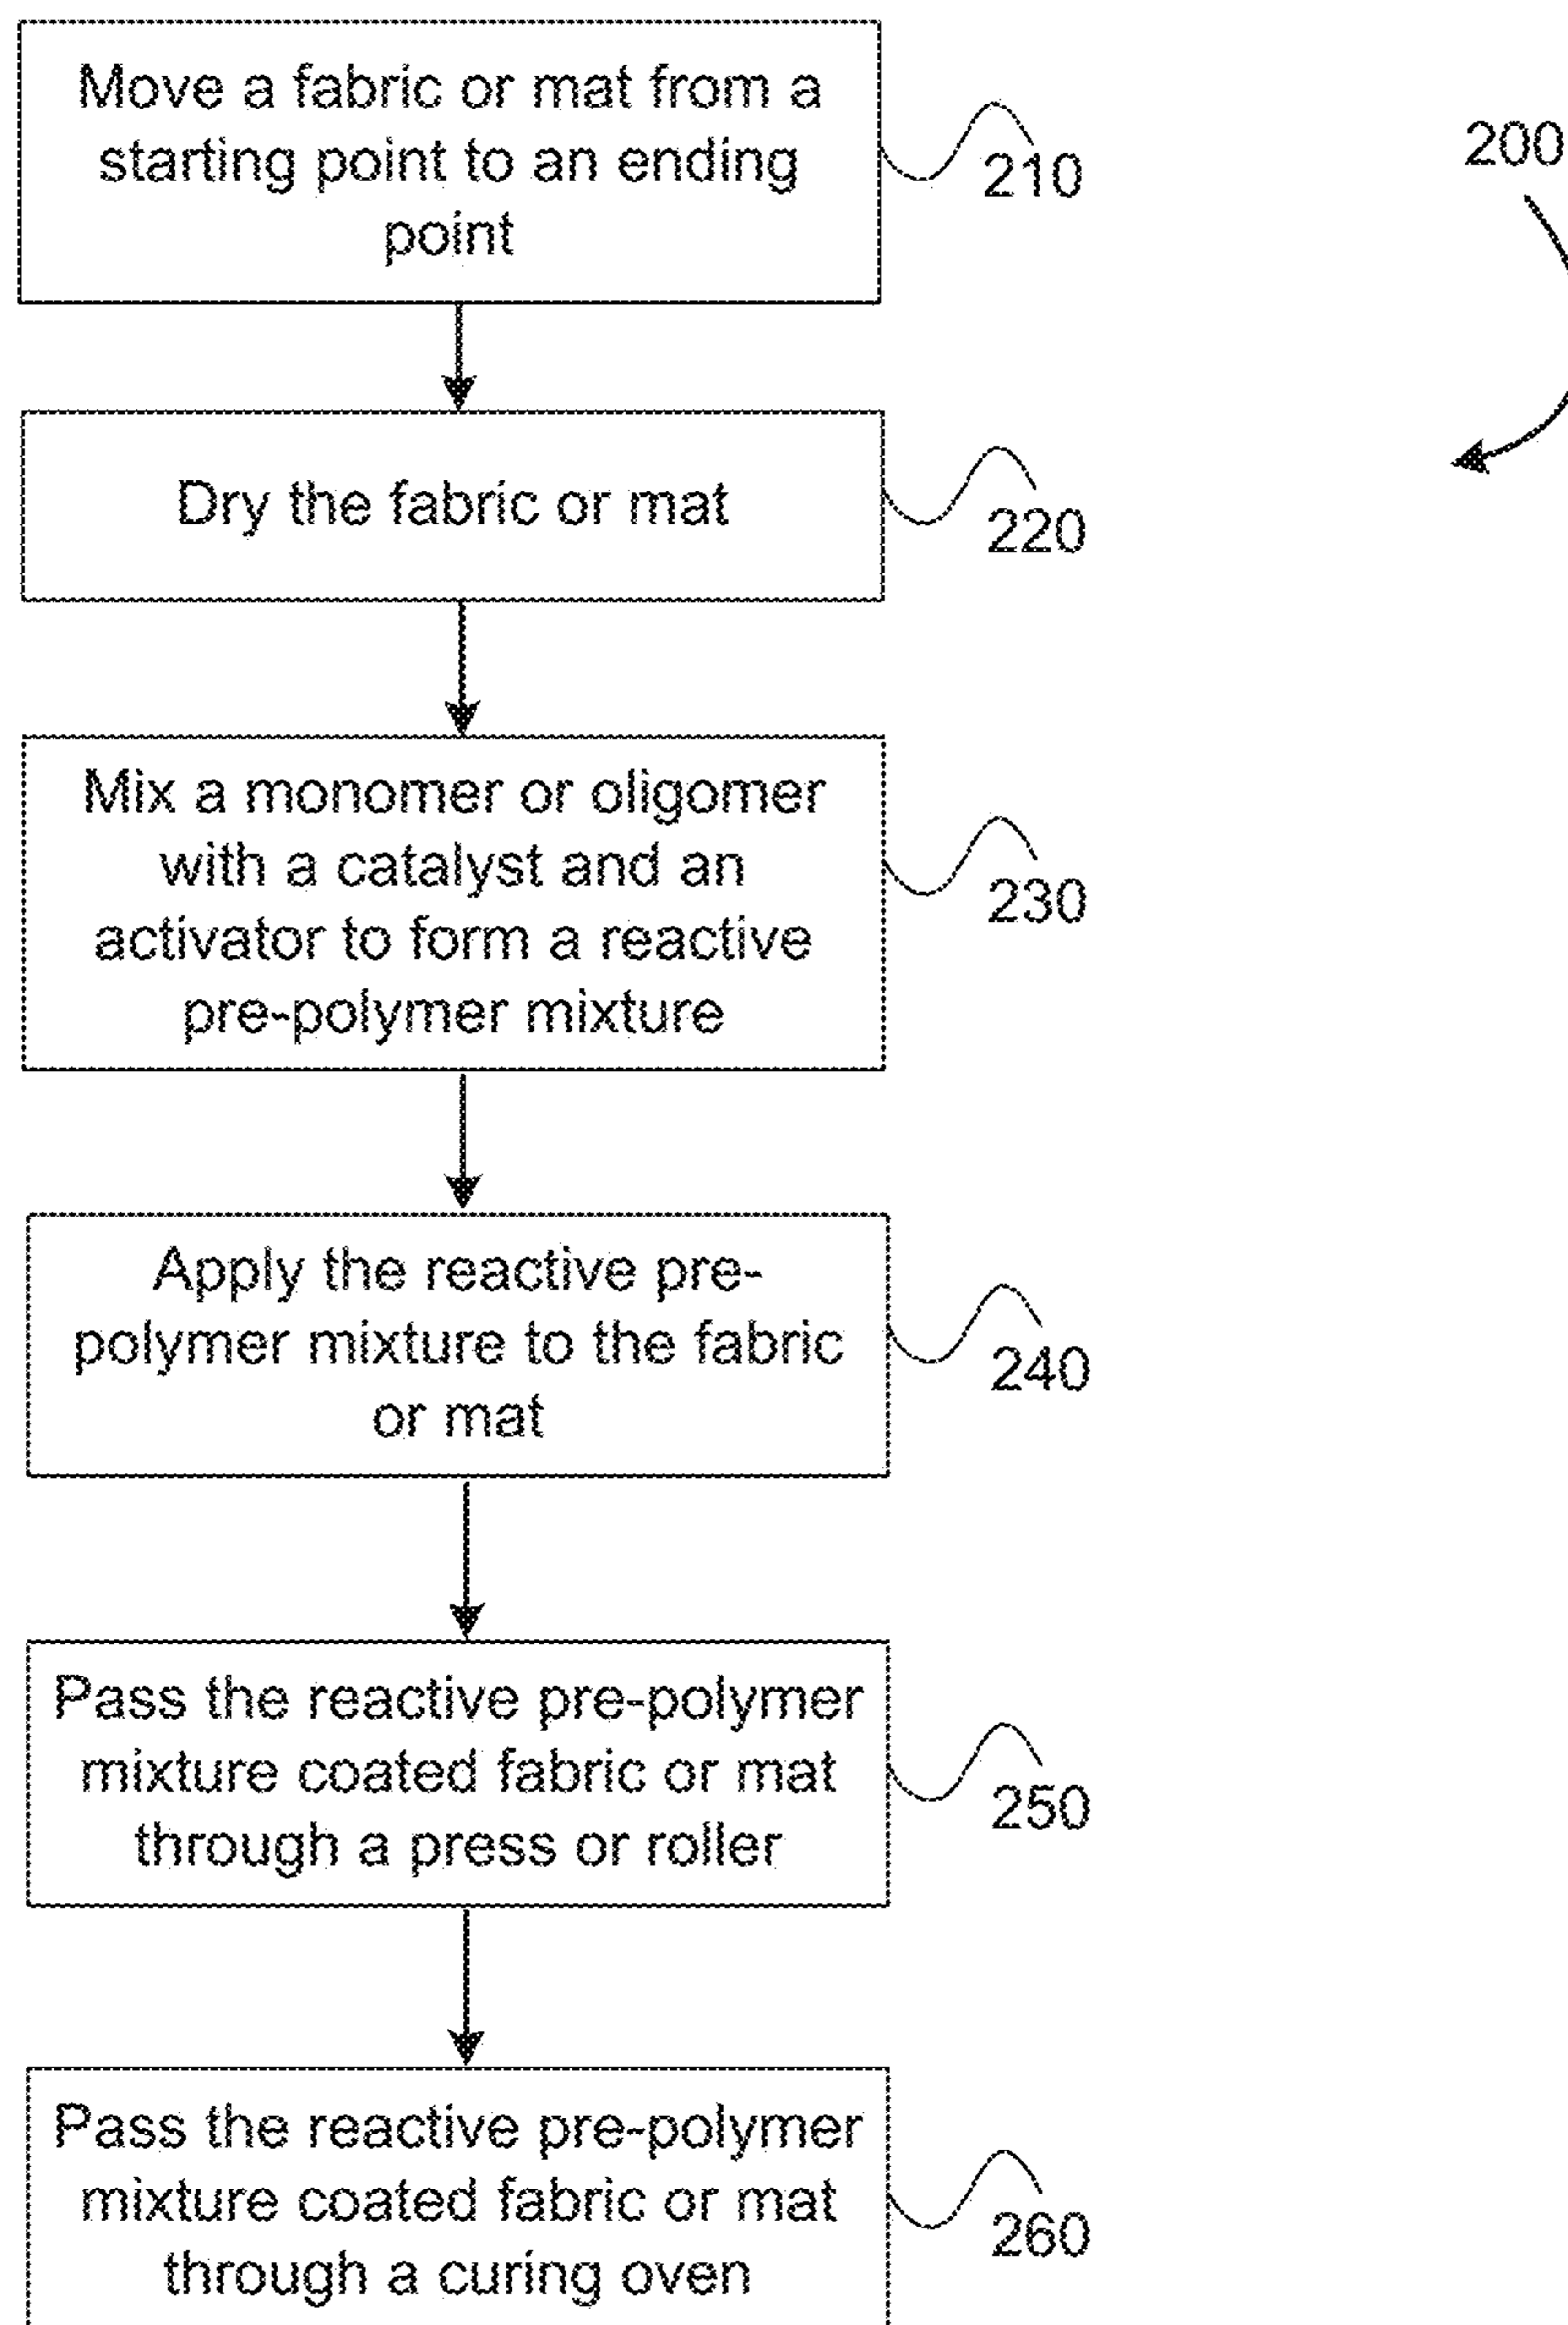 Move a fabric or mat from a
starting point to an ending
point
210
200
Dry the fabric or mat
220
Mix a monomer or oligomer
with a catalyst and an
activator to form a reactive
pre-polymer mixture
230
Apply the reactive pre-
polymer mixture to the fabric
or mat
240
Pass the reactive pre-polymer
mixture coated fabric or mat
through a press or roller
250
Pass the reactive pre-polymer
mixture coated fabric or mat
through a curing oven
260